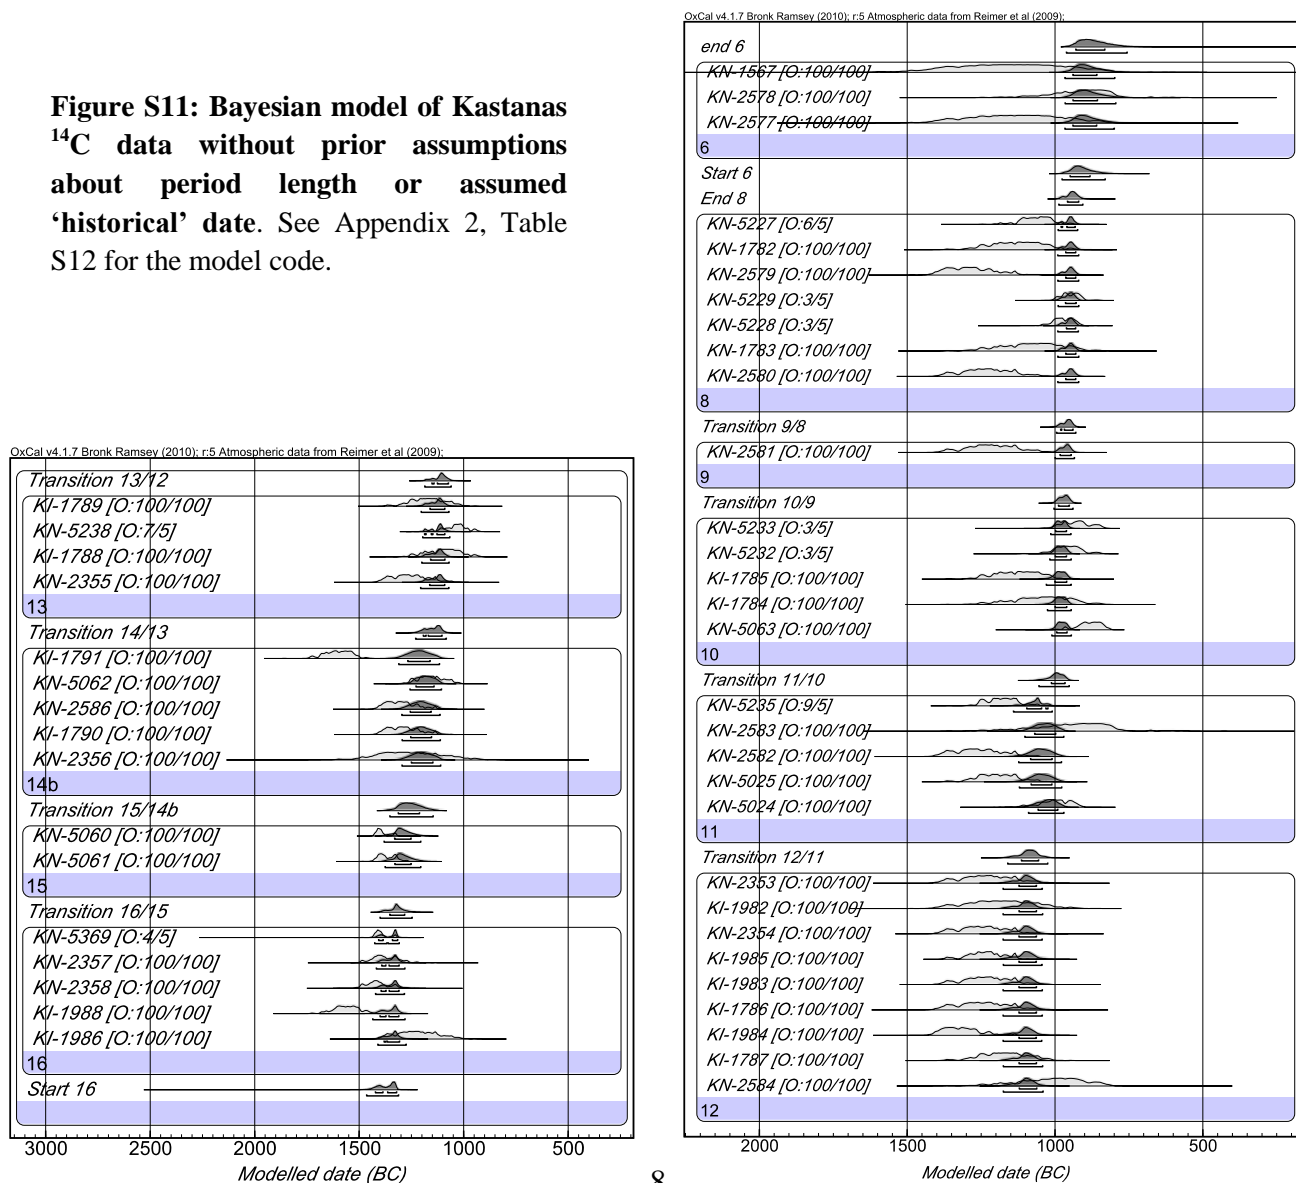 Figure S11: Bayesian model of Kastanas
14C data without prior assumptions
about period length or assumed
‘historical’ date. See Appendix 2, Table
S12 for the model code.
OxCal v4.1.7 Bronk Ramsey (2010); r:5 Atmospheric data from Reimer et al (2009);
Transition 13/12
KI-1789 [O:100/100]
KN-5238 [O:7/5]
KI-1788 [O:100/100]
KN-2355 [O:100/100]
13
Transition 14/13
KI-1791 [O:100/100]
KN-5062 [O:100/100]
KN-2586 [O:100/100]
KI-1790 [O:100/100]
KN-2356 [O:100/100]
14b
Transition 15/14b
KN-5060 [O:100/100]
KN-5061 [O:100/100]
15
Transition 16/15
KN-5369 [O:4/5]
KN-2357 [O:100/100]
KN-2358 [O:100/100]
KI-1988 [O:100/100]
KI-1986 [O:100/100]
16
Start 16
3000 2500 2000 1500 1000 500
Modelled date (BC)
OxCal v4.1.7 Bronk Ramsey (2010); r:5 Atmospheric data from Reimer et al (2009);
end 6
KN-1567 [O:100/100]
KN-2578 [O:100/100]
KN-2577 [O:100/100]
6
Start 6
End 8
KN-5227 [O:6/5]
KN-1782 [O:100/100]
KN-2579 [O:100/100]
KN-5229 [O:3/5]
KN-5228 [O:3/5]
KN-1783 [O:100/100]
KN-2580 [O:100/100]
8
Transition 9/8
KN-2581 [O:100/100]
9
Transition 10/9
KN-5233 [O:3/5]
KN-5232 [O:3/5]
KI-1785 [O:100/100]
KI-1784 [O:100/100]
KN-5063 [O:100/100]
10
Transition 11/10
KN-5235 [O:9/5]
KN-2583 [O:100/100]
KN-2582 [O:100/100]
KN-5025 [O:100/100]
KN-5024 [O:100/100]
11
Transition 12/11
KN-2353 [O:100/100]
KI-1982 [O:100/100]
KN-2354 [O:100/100]
KI-1985 [O:100/100]
KI-1983 [O:100/100]
KI-1786 [O:100/100]
KI-1984 [O:100/100]
KI-1787 [O:100/100]
KN-2584 [O:100/100]
12
2000 1500 1000 500
Modelled date (BC)